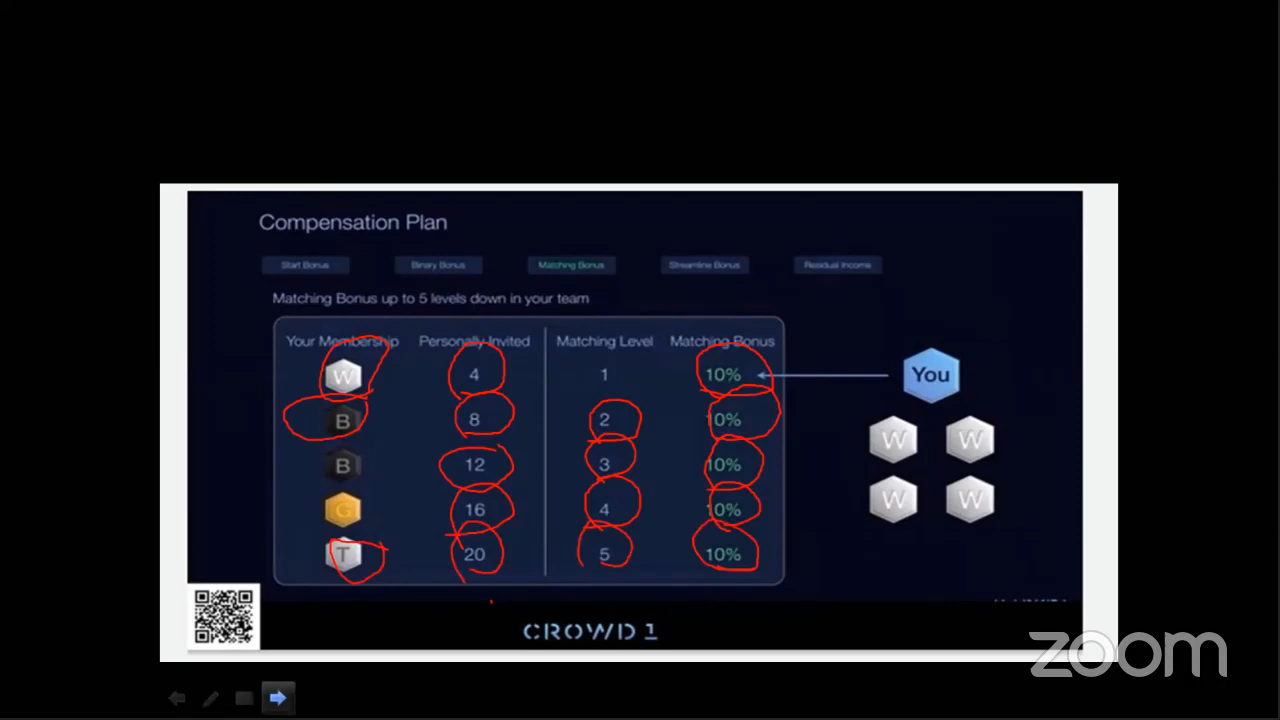 Compensation Plan
Start Bonus Binary Bonus Matching Bonus Streamline Bonus Residual Income
Matching Bonus up to 5 levels down in your team
Your Membership Personally Invited Matching Level Matching Bonus
W 4 1 10%
B 8 2 10%
B 12 3 10%
G 16 4 10%
T 20 5 10%
You
W W
W W
CROWD1
zoom